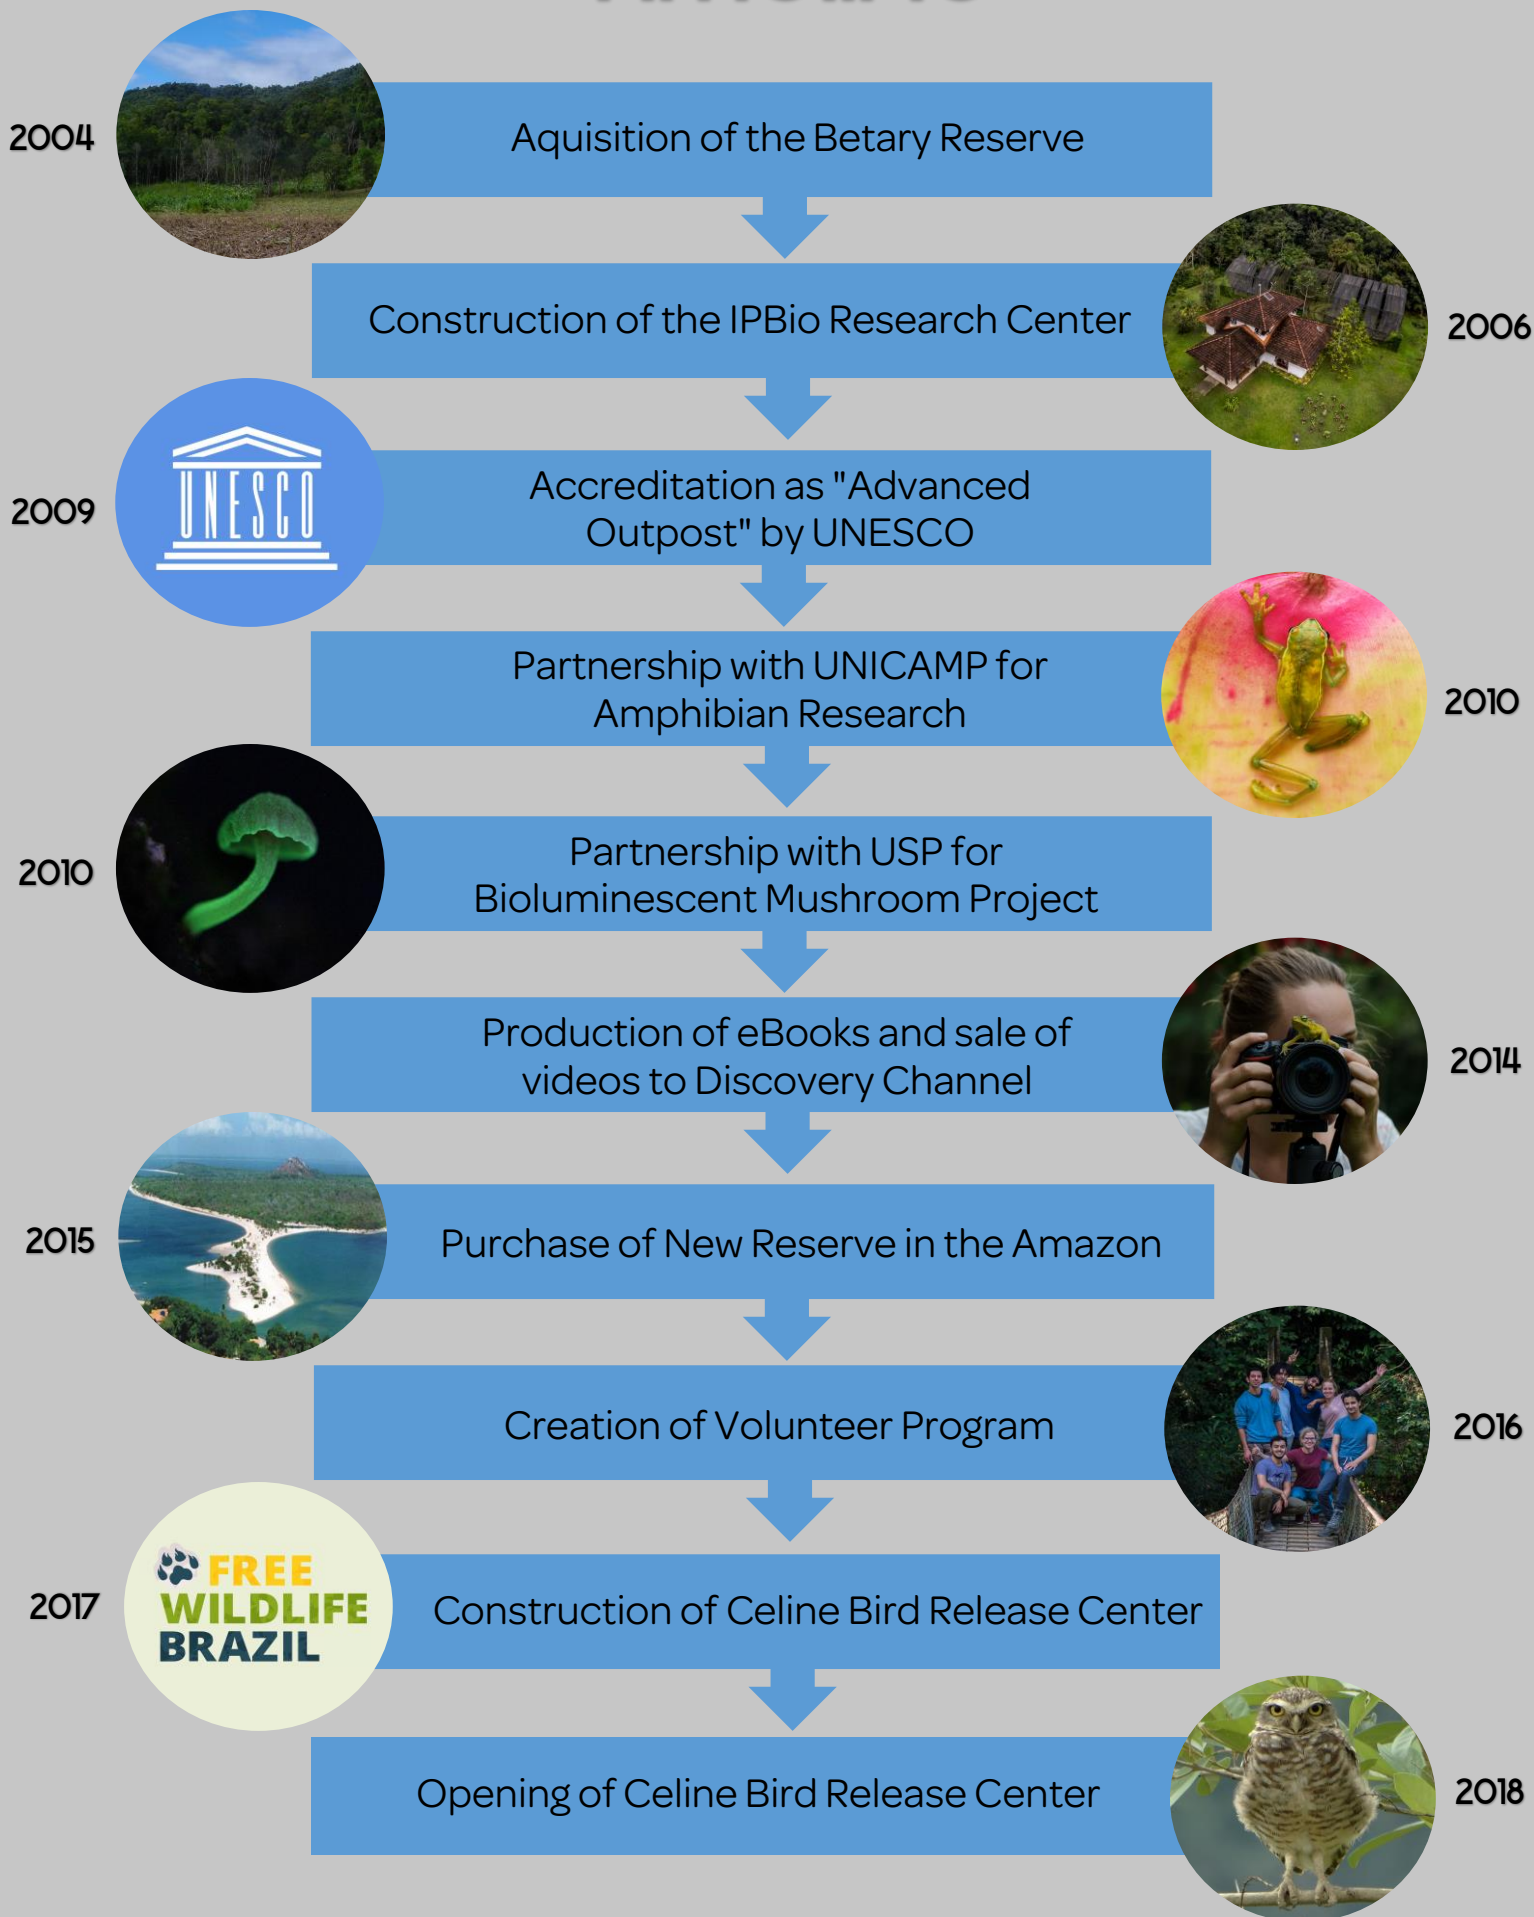 2004
Aquisition of the Betary Reserve
Construction of the IPBio Research Center
2006
UNESCO
2009
Accreditation as "Advanced
Outpost" by UNESCO
Partnership with UNICAMP for
Amphibian Research
2010
2010
Partnership with USP for
Bioluminescent Mushroom Project
Production of eBooks and sale of
videos to Discovery Channel
2014
2015
Purchase of New Reserve in the Amazon
Creation of Volunteer Program
2016
2017
FREE
WILDLIFE
BRAZIL
Construction of Celine Bird Release Center
Opening of Celine Bird Release Center
2018